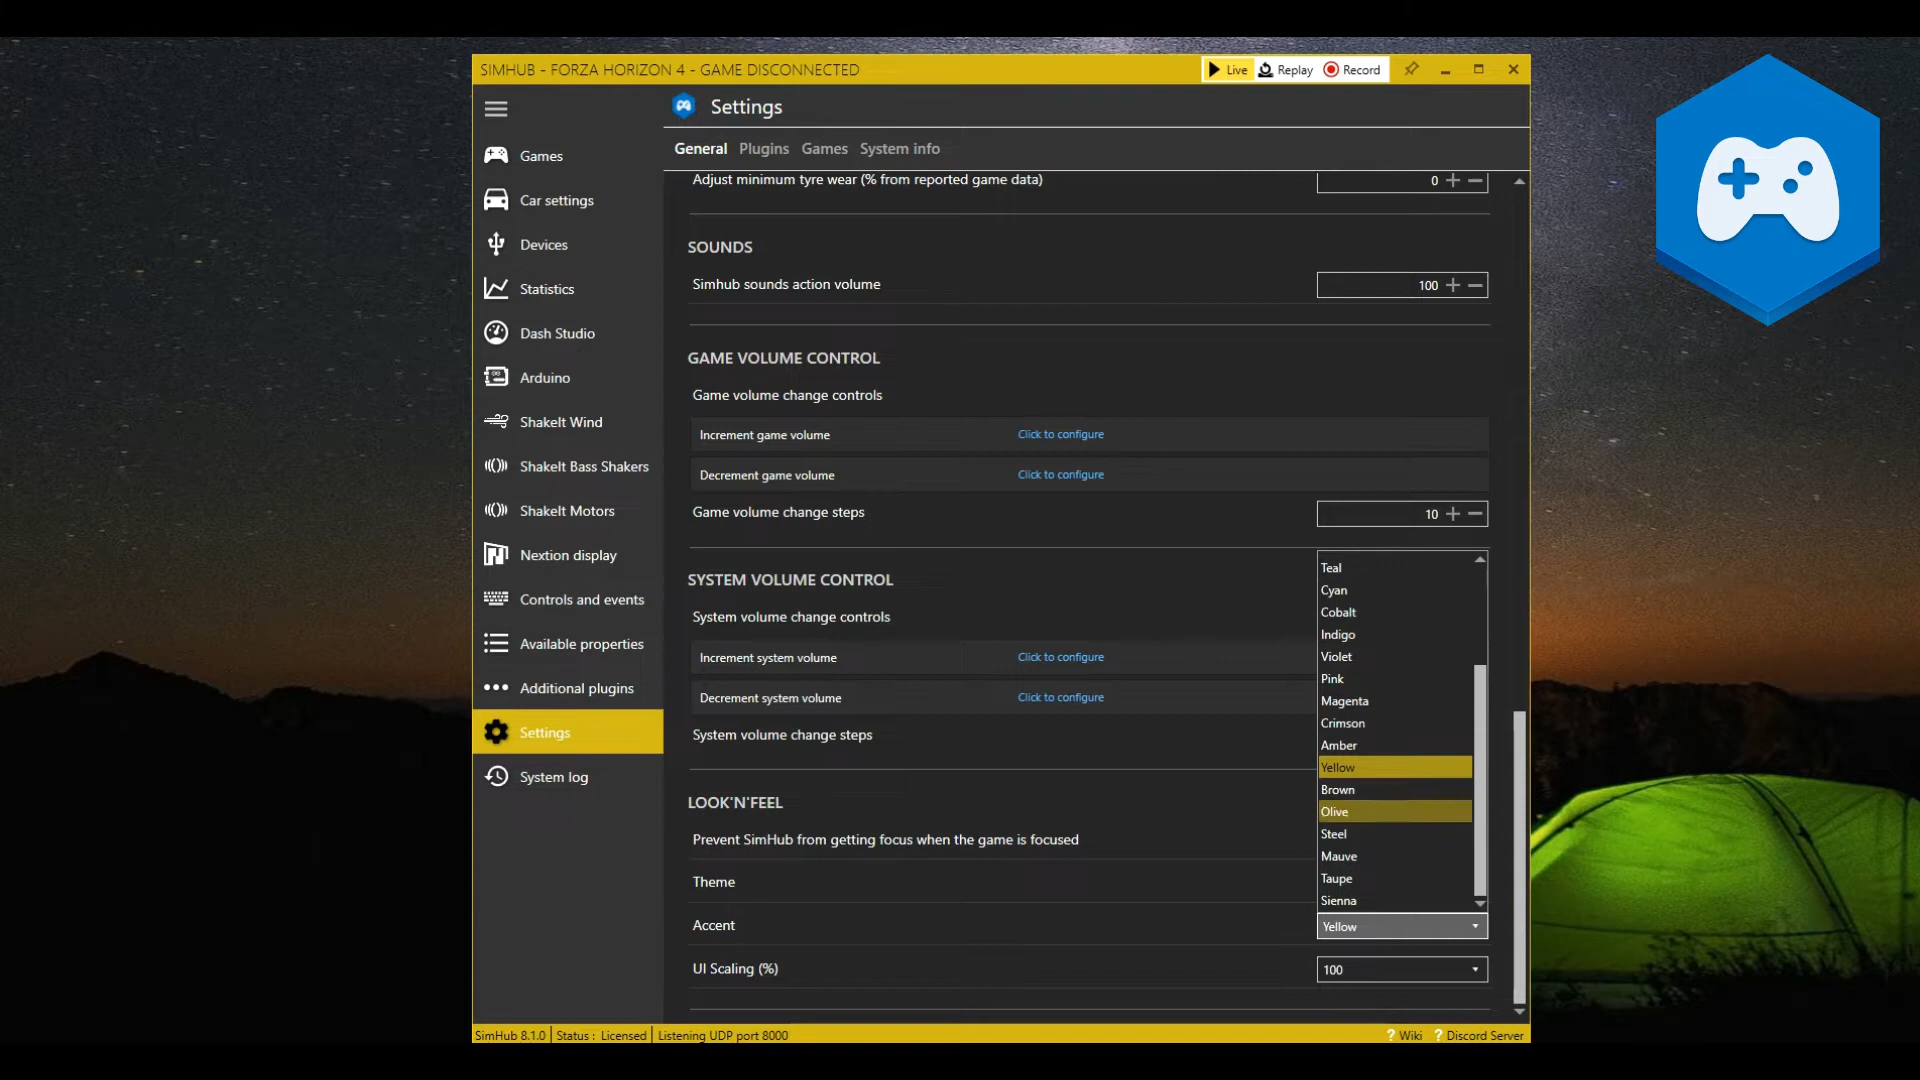 SIMHUB - FORZA HORIZON 4 - GAME DISCONNECTED
Live Replay Record
Settings
General Plugins Games System info
Games
Car settings
Devices
Statistics
Dash Studio
Arduino
ShakeIt Wind
ShakeIt Bass Shakers
ShakeIt Motors
Nextion display
Controls and events
Available properties
Additional plugins
Settings
System log
Adjust minimum tyre wear (% from reported game data) 0
SOUNDS
Simhub sounds action volume 100
GAME VOLUME CONTROL
Game volume change controls
Increment game volume Click to configure
Decrement game volume Click to configure
Game volume change steps 10
SYSTEM VOLUME CONTROL
System volume change controls
Increment system volume Click to configure
Decrement system volume Click to configure
System volume change steps
LOOK'N'FEEL
Prevent SimHub from getting focus when the game is focused
Theme
Teal
Cyan
Cobalt
Indigo
Violet
Pink
Magenta
Crimson
Amber
Yellow
Brown
Olive
Steel
Mauve
Taupe
Sienna
Accent Yellow
UI Scaling (%) 100
SimHub 8.1.0 Status : Licensed Listening UDP port 8000 ? Wiki ? Discord Server